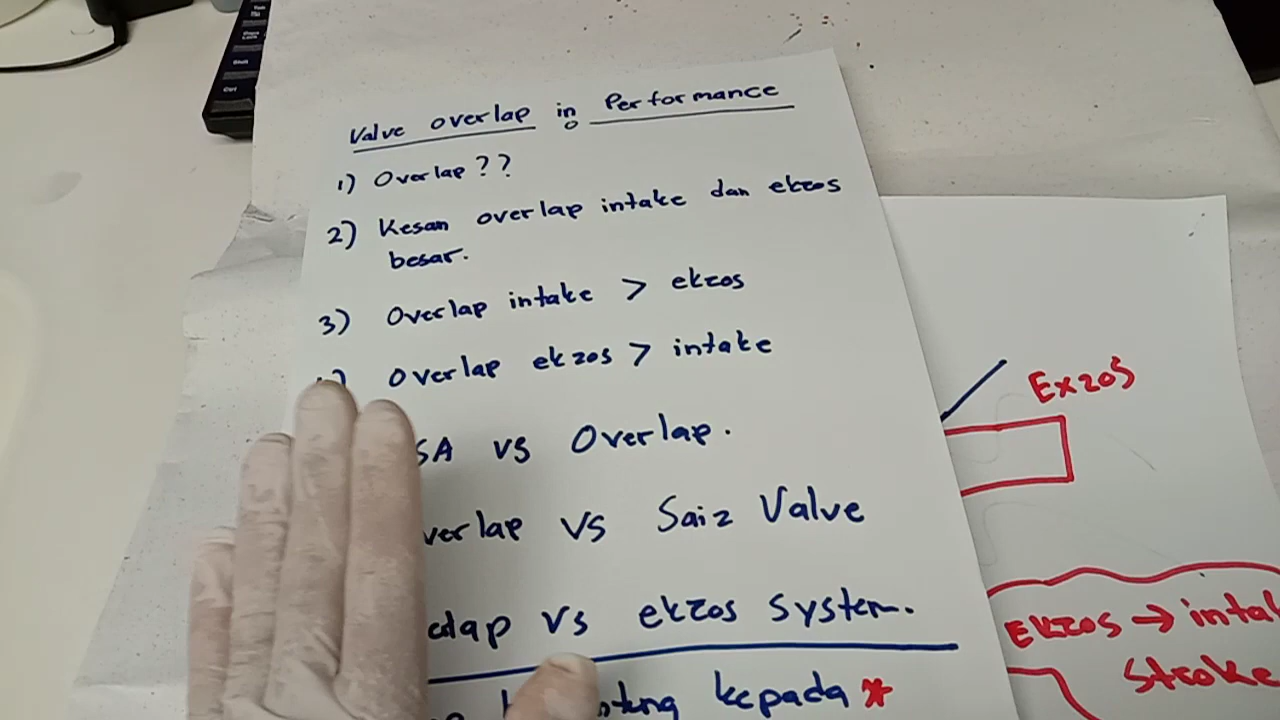 Valve overlap in Performance
1) Overlap ??
2) Kesan overlap intake dan ekzos
besar.
3) Overlap intake > ekzos
Overlap ekzos > intake
SA vs Overlap.
verlap vs Saiz Valve
vs ekzos system.
kepada *
Exzos
Ekzos → inta
Stroke
Ctrl